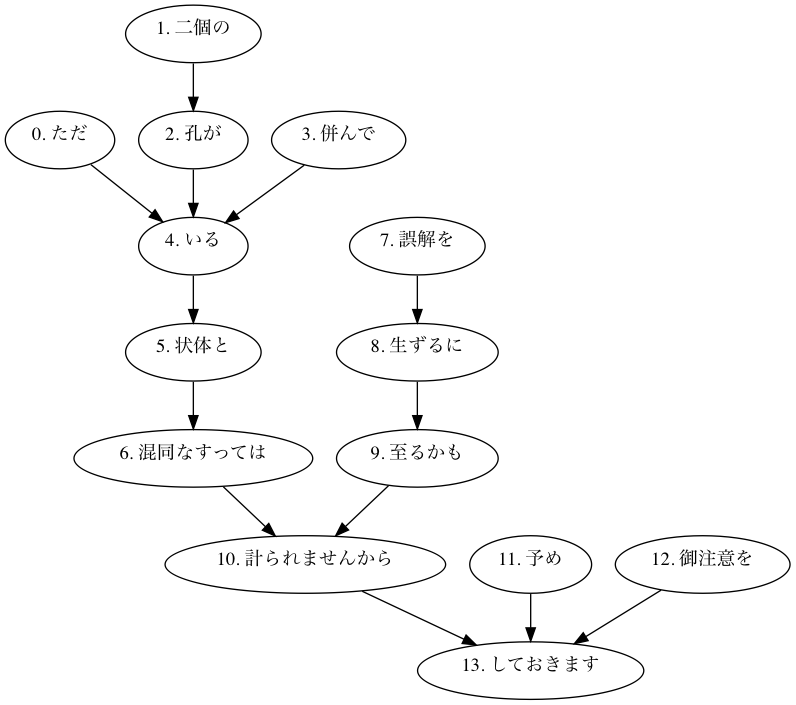 1. 二個の
0. ただ
2. 孔が
3. 併んで
4. いる
7. 誤解を
5. 状体と
8. 生ずるに
6. 混同なすっては
9. 至るかも
10. 計られませんから
11. 予め
12. 御注意を
13. しておきます